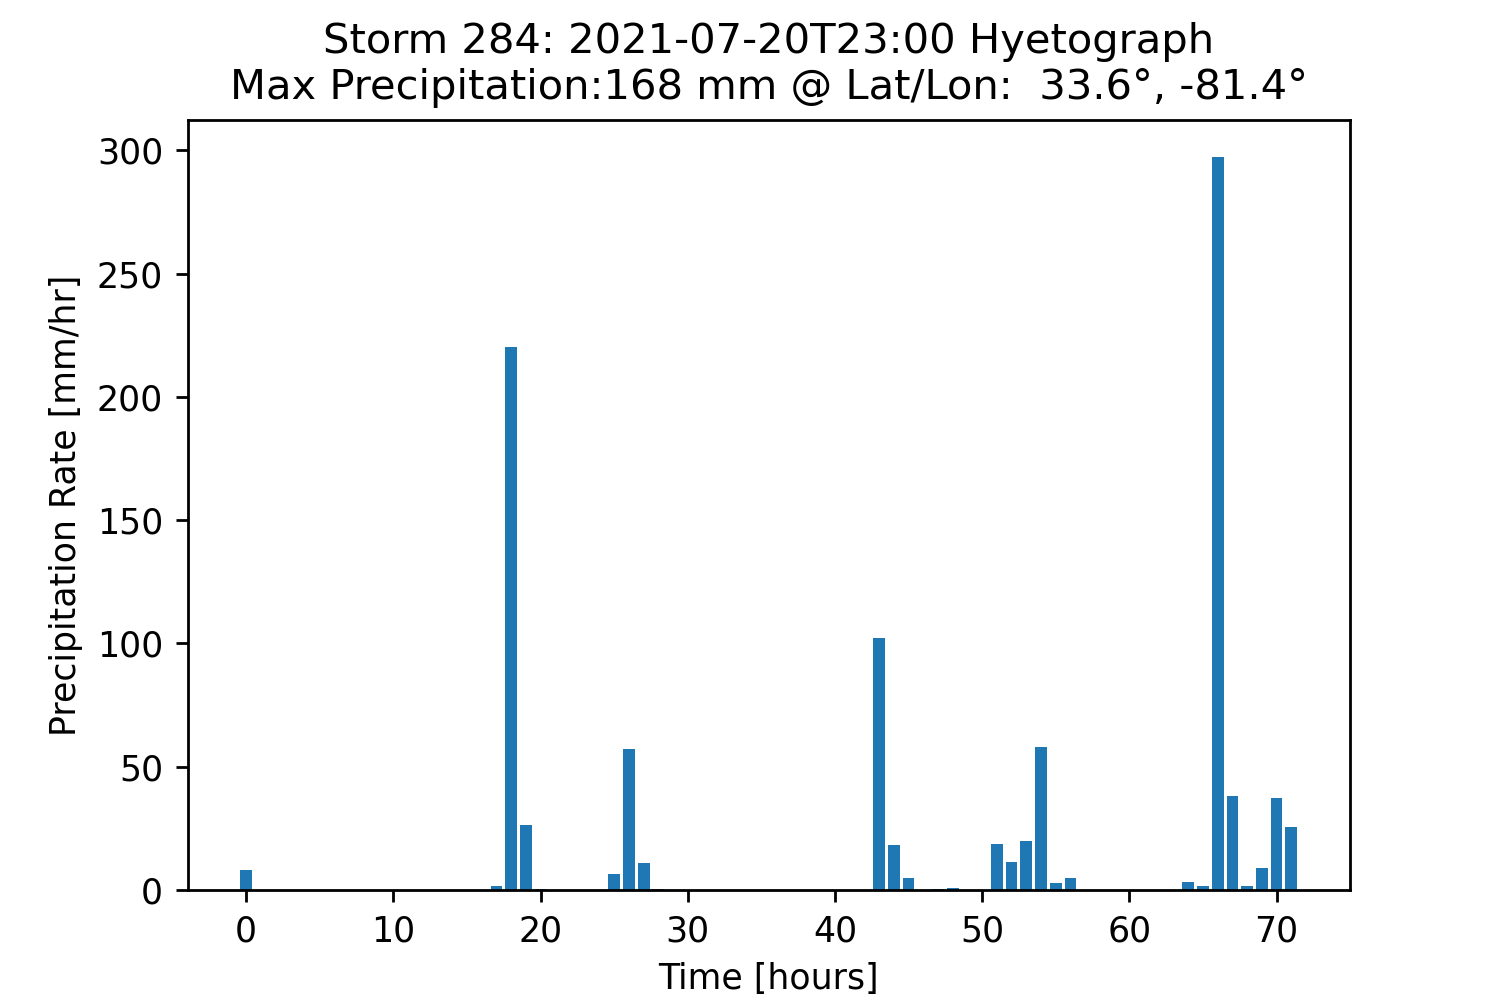 Storm 284: 2021-07-20T23:00 Hyetograph
Max Precipitation:168 mm @ Lat/Lon:  33.6°, -81.4°
300
250
200
150
100
50
0
Precipitation Rate [mm/hr]
0 10 20 30 40 50 60 70
Time [hours]